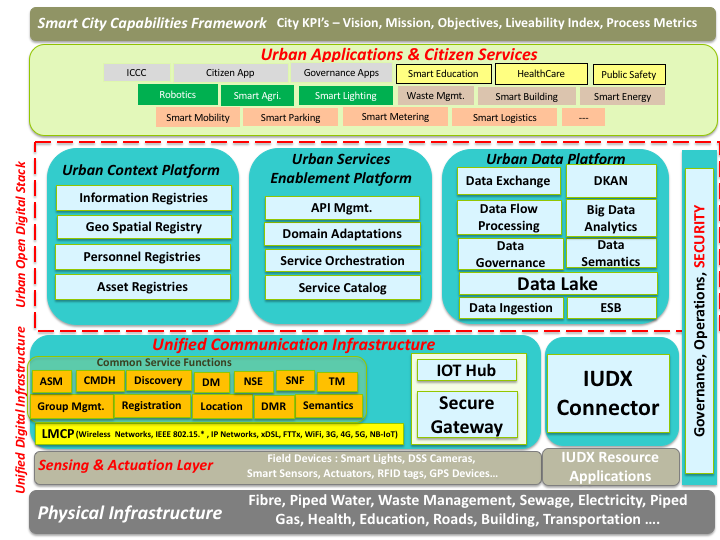 Smart City Capabilities Framework City KPI's – Vision, Mission, Objectives, Liveability Index, Process Metrics
Urban Applications & Citizen Services
ICCC
Citizen App
Governance Apps
Smart Education
HealthCare
Public Safety
Robotics
Smart Agri.
Smart Lighting
Waste Mgmt.
Smart Building
Smart Energy
Smart Mobility
Smart Parking
Smart Metering
Smart Logistics
---
Urban Open Digital Stack
Urban Context Platform
Information Registries
Geo Spatial Registry
Personnel Registries
Asset Registries
Urban Services
Enablement Platform
API Mgmt.
Domain Adaptations
Service Orchestration
Service Catalog
Urban Data Platform
Data Exchange
DKAN
Data Flow
Processing
Big Data
Analytics
Data
Governance
Data
Semantics
Data Lake
Data Ingestion
ESB
Governance, Operations, SECURITY
Unified Digital Infrastructure
Unified Communication Infrastructure
Common Service Functions
ASM
CMDH
Discovery
DM
NSE
SNF
TM
Group Mgmt.
Registration
Location
DMR
Semantics
LMCP (Wireless Networks, IEEE 802.15.* , IP Networks, xDSL, FTTx, WiFi, 3G, 4G, 5G, NB-IoT)
IOT Hub
Secure
Gateway
IUDX
Connector
Sensing & Actuation Layer
Field Devices : Smart Lights, DSS Cameras,
Smart Sensors, Actuators, RFID tags, GPS Devices...
IUDX Resource
Applications
Physical Infrastructure
Fibre, Piped Water, Waste Management, Sewage, Electricity, Piped
Gas, Health, Education, Roads, Building, Transportation ....